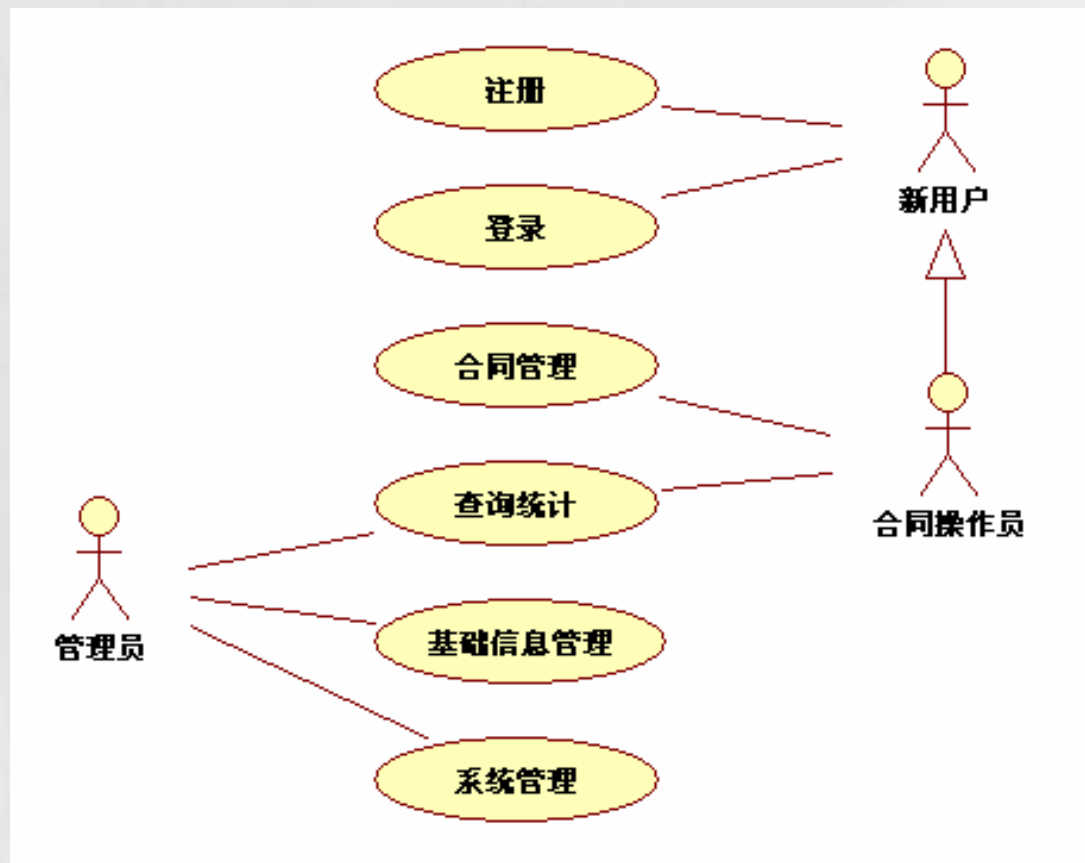 注册
新用户
登录
合同管理
查询统计
合同操作员
管理员
基础信息管理
系统管理